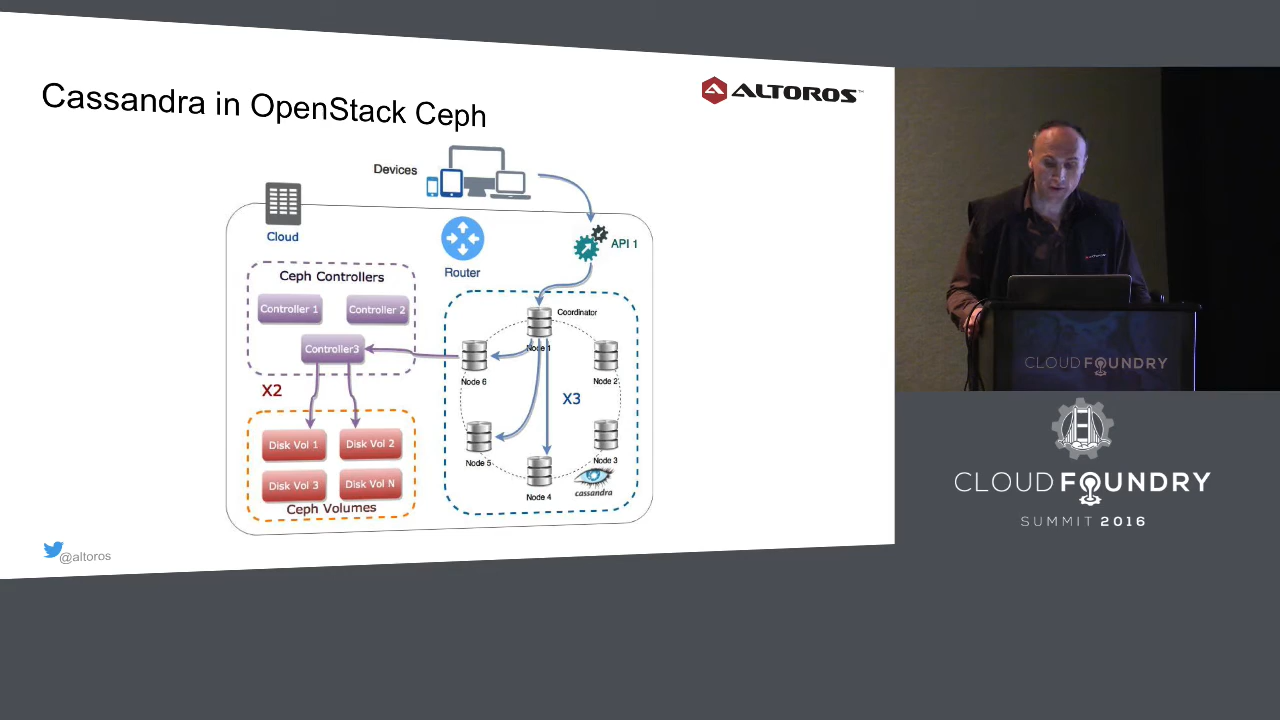 Cassandra in OpenStack Ceph
ALTOROS
Devices
Cloud
Router
API 1
Ceph Controllers
Controller 1
Controller 2
Controller3
X2
Disk Vol 1
Disk Vol 2
Disk Vol 3
Disk Vol N
Ceph Volumes
Coordinator
Node 1
Node 6
Node 2
X3
Node 5
Node 3
Node 4
cassandra
@altoros
CLOUD FOUNDRY
CLOUD FOUNDRY
SUMMIT 2016